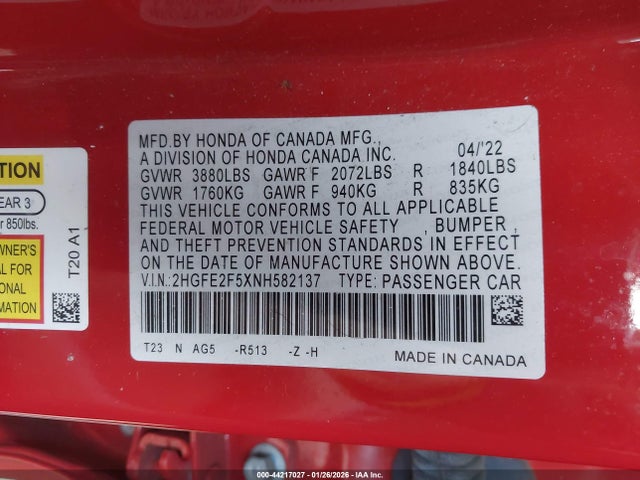 MFD.BY HONDA OF CANADA MFG.,
A DIVISION OF HONDA CANADA INC. 04/'22
GVWR 3880LBS GAWR F 2072LBS R 1840LBS
GVWR 1760KG GAWR F 940KG R 835KG
THIS VEHICLE CONFORMS TO ALL APPLICABLE
FEDERAL MOTOR VEHICLE SAFETY , BUMPER ,
AND THEFT PREVENTION STANDARDS IN EFFECT
ON THE DATE OF MANUFACTURE SHOWN ABOVE.
V.I.N.:2HGFE2F5XNH582137 TYPE: PASSENGER CAR
T23 N AG5 -R513 -Z -H
MADE IN CANADA
TION
EAR 3
r 850lbs.
WNER'S
AL FOR
ONAL
RMATION
T20 A1
000-44217027 | 01/26/2026 | IAA Corp.